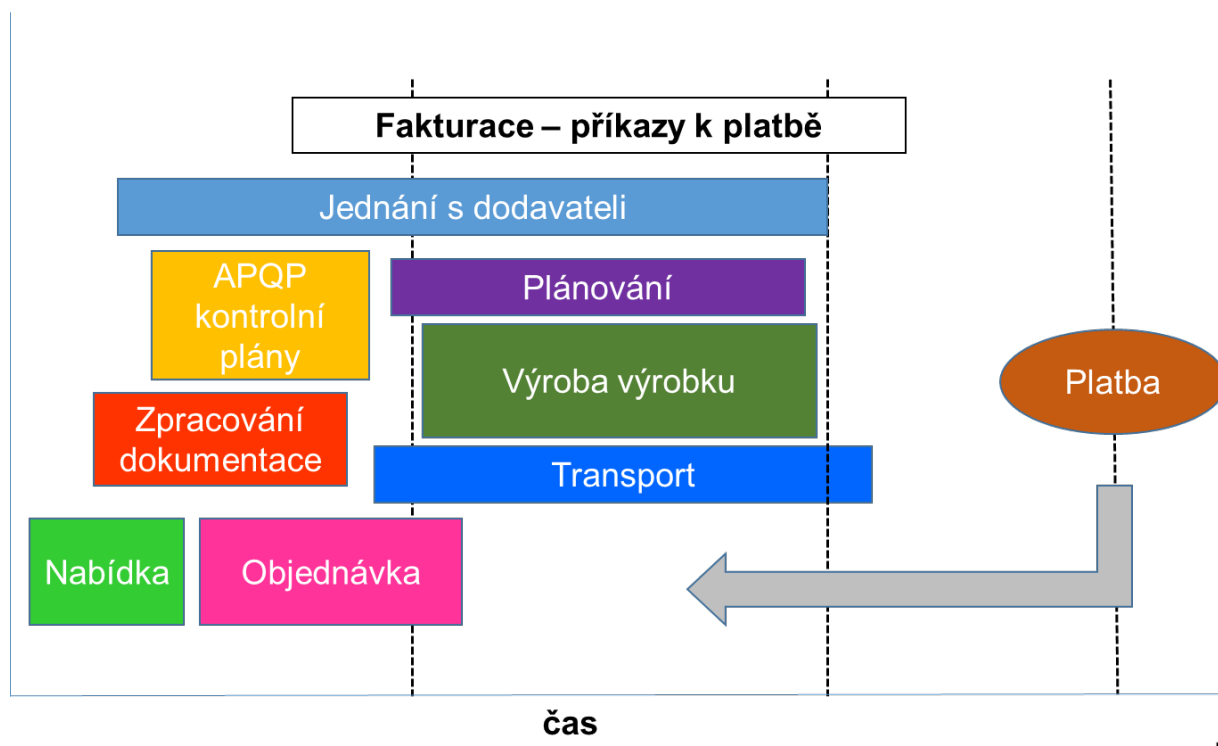 Fakturace – příkazy k platbě
Jednání s dodavateli
APQP
kontrolní
plány
Plánování
Výroba výrobku
Platba
Zpracování
dokumentace
Transport
Nabídka
Objednávka
čas